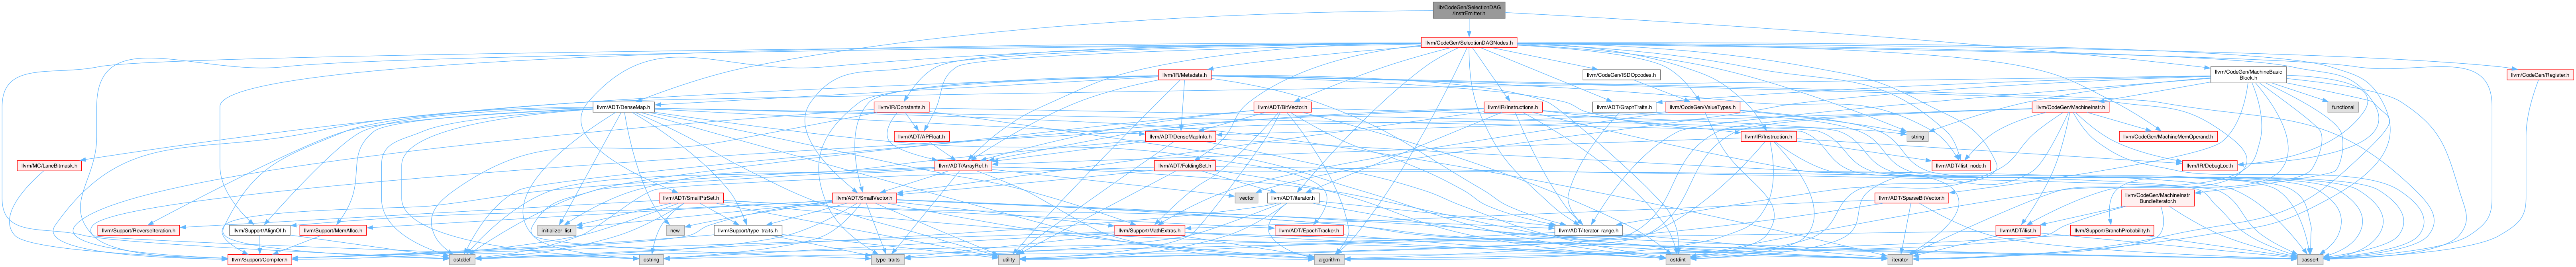 lib/CodeGen/SelectionDAG
/InstrEmitter.h
llvm/CodeGen/SelectionDAGNodes.h
llvm/IR/Metadata.h
llvm/CodeGen/ISDOpcodes.h
llvm/CodeGen/MachineBasic
Block.h
llvm/CodeGen/Register.h
llvm/ADT/DenseMap.h
llvm/IR/Constants.h
llvm/ADT/BitVector.h
llvm/IR/Instructions.h
llvm/ADT/GraphTraits.h
llvm/CodeGen/ValueTypes.h
llvm/CodeGen/MachineInstr.h
functional
llvm/ADT/APFloat.h
llvm/ADT/DenseMapInfo.h
llvm/IR/Instruction.h
string
llvm/CodeGen/MachineMemOperand.h
llvm/MC/LaneBitmask.h
llvm/ADT/ArrayRef.h
llvm/ADT/FoldingSet.h
llvm/ADT/ilist_node.h
llvm/IR/DebugLoc.h
llvm/ADT/SmallPtrSet.h
llvm/ADT/SmallVector.h
vector
llvm/ADT/iterator.h
llvm/ADT/SparseBitVector.h
llvm/CodeGen/MachineInstr
BundleIterator.h
llvm/Support/ReverseIteration.h
llvm/Support/AlignOf.h
llvm/Support/MemAlloc.h
initializer_list
new
llvm/Support/type_traits.h
llvm/Support/MathExtras.h
llvm/ADT/EpochTracker.h
llvm/ADT/iterator_range.h
llvm/ADT/ilist.h
llvm/Support/BranchProbability.h
llvm/Support/Compiler.h
cstddef
cstring
type_traits
utility
algorithm
cstdint
iterator
cassert